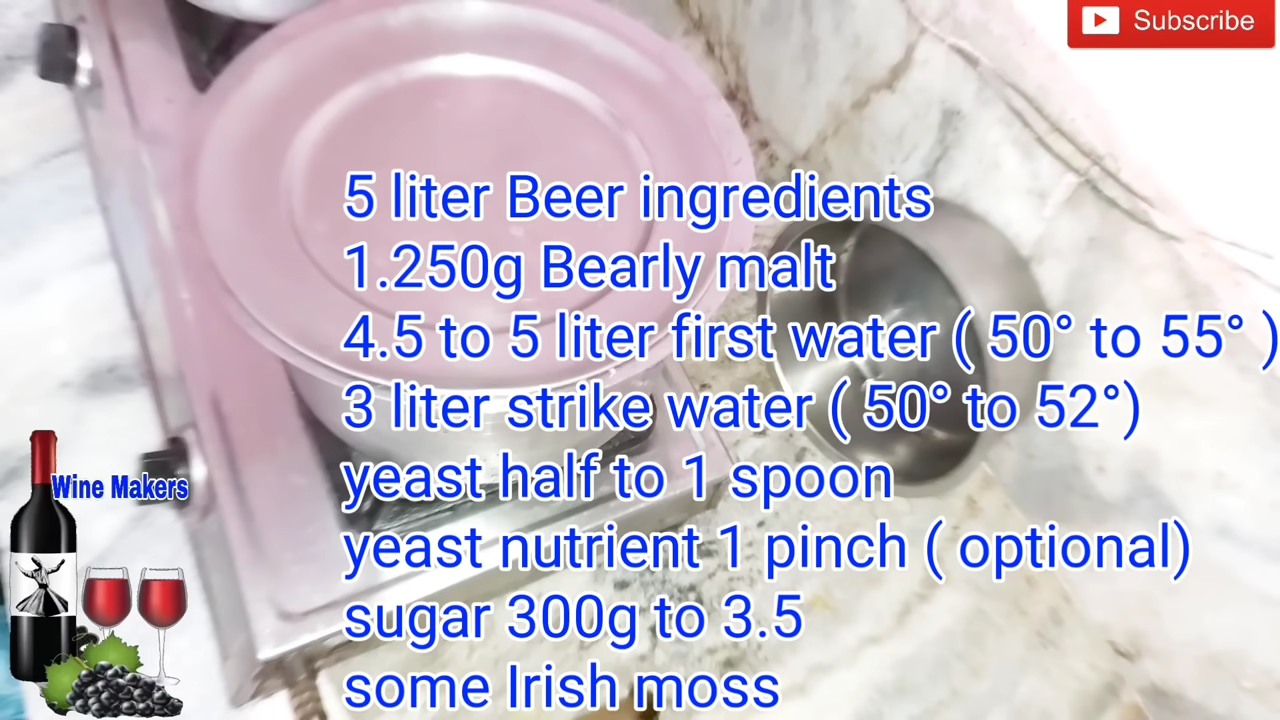 Subscribe
5 liter Beer ingredients
1.250g Bearly malt
4.5 to 5 liter first water ( 50° to 55° )
3 liter strike water ( 50° to 52°)
yeast half to 1 spoon
Wine Makers
yeast nutrient 1 pinch ( optional)
sugar 300g to 3.5
some Irish moss